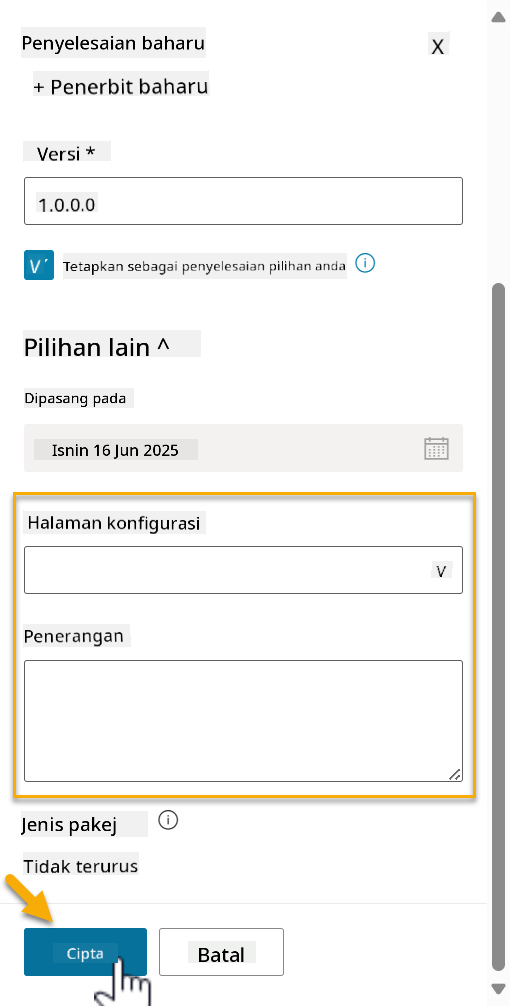 Penyelesaian baharu
X
+ Penerbit baharu
Versi *
1.0.0.0
V Tetapkan sebagai penyelesaian pilihan anda
Pilihan lain ^
Dipasang pada
Isnin 16 Jun 2025
Halaman konfigurasi
V
Penerangan
Jenis pakej
Tidak terurus
Cipta
Batal